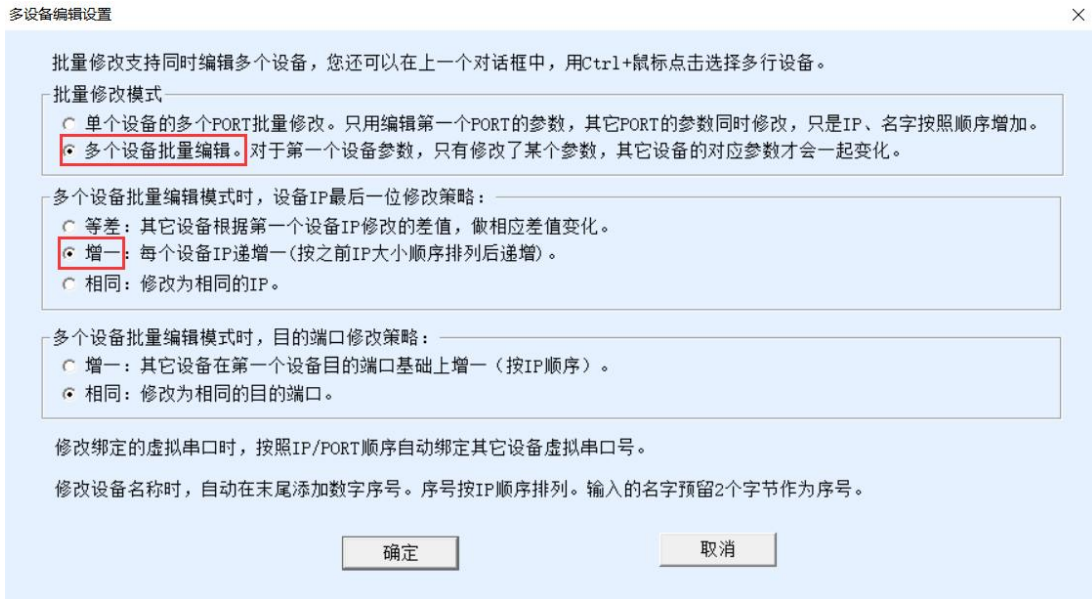 多设备编辑设置
批量修改支持同时编辑多个设备，您还可以在上一个对话框中，用Ctrl+鼠标点击选择多行设备。
批量修改模式
单个设备的多个PORT批量修改。只用编辑第一个PORT的参数，其它PORT的参数同时修改，只是IP、名字按照顺序增加。
多个设备批量编辑。对于第一个设备参数，只有修改了某个参数，其它设备的对应参数才会一起变化。
多个设备批量编辑模式时，设备IP最后一位修改策略：
等差：其它设备根据第一个设备IP修改的差值，做相应差值变化。
增一：每个设备IP递增一(按之前IP大小顺序排列后递增)。
相同：修改为相同的IP。
多个设备批量编辑模式时，目的端口修改策略：
增一：其它设备在第一个设备目的端口基础上增一（按IP顺序）。
相同：修改为相同的目的端口。
修改绑定的虚拟串口时，按照IP/PORT顺序自动绑定其它设备虚拟串口号。
修改设备名称时，自动在末尾添加数字序号。序号按IP顺序排列。输入的名字预留2个字节作为序号。
确定 取消